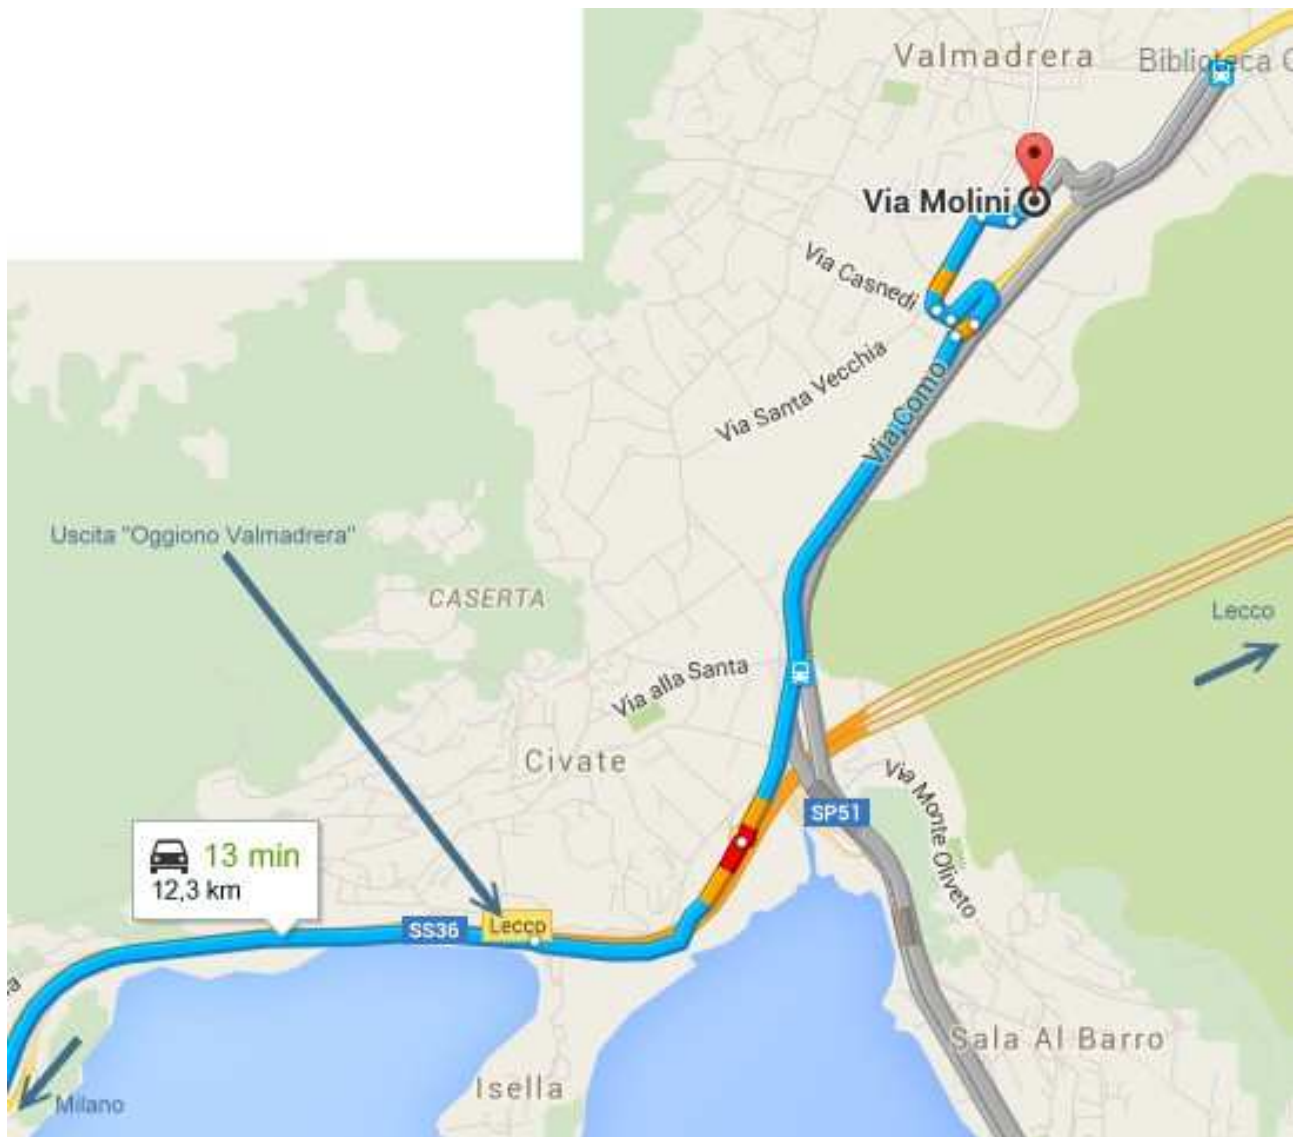 Valmadrera
Via Molini
Via Casnedi
Via Santa Vecchia
Via Como
Uscita "Oggiono Valmadrera"
CASERTA
Lecco
Via alla Santa
Civate
SP51
Via Monte Oliveto
13 min
12,3 km
SS36
Lecco
Sala Al Barro
Isella
Milano